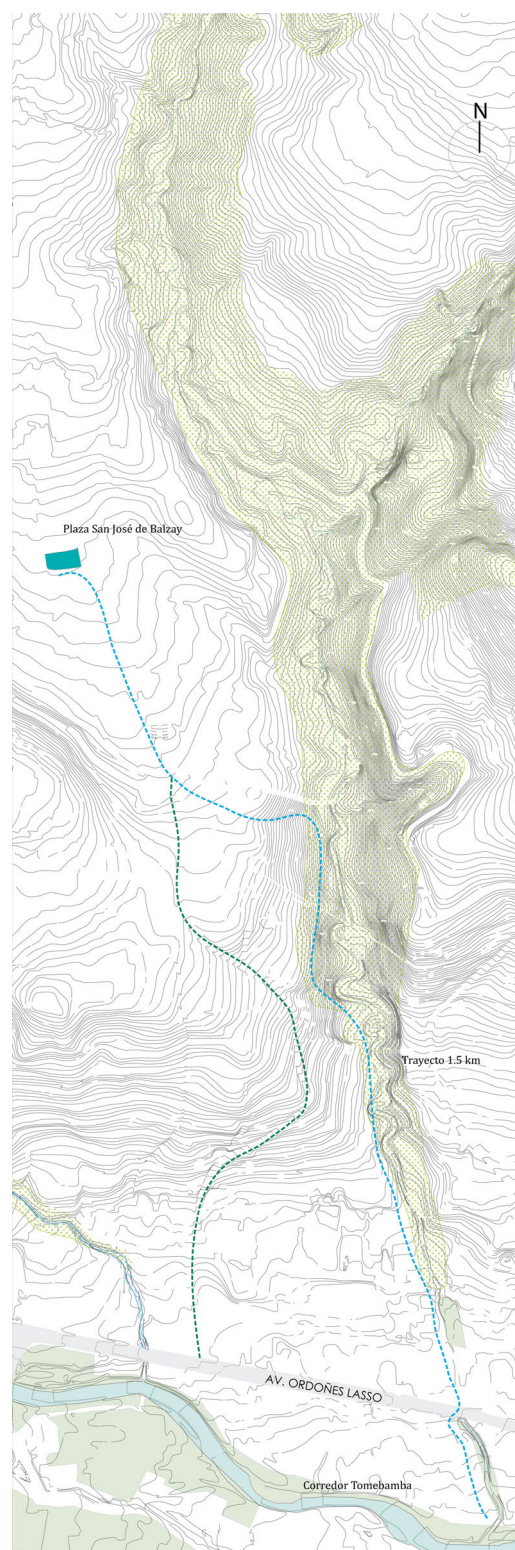 N
Plaza San José de Balzay
Trayecto 1.5 km
AV. ORDOÑES LASSO
Corredor Tomebamba